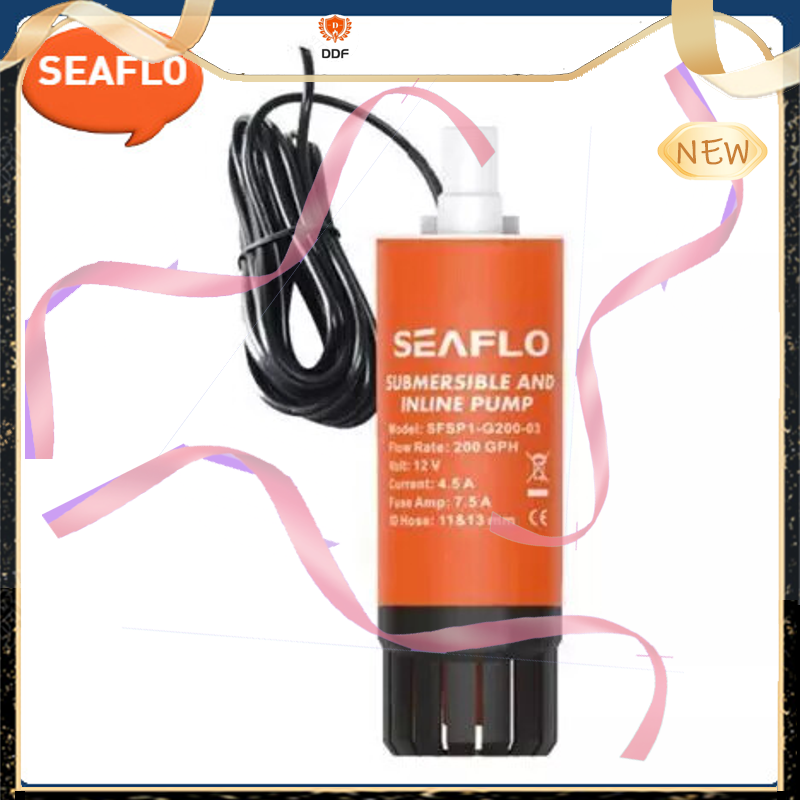 DDF
SEAFLO
NEW
SEAFLO
SUBMERSIBLE AND
INLINE PUMP
Model: SFSP1-G200-03
Flow Rate: 200 GPH
Volt: 12 V
Current: 4.5 A
Fuse Amp: 7.5 A
ID Hose: 11&13 mm
CE